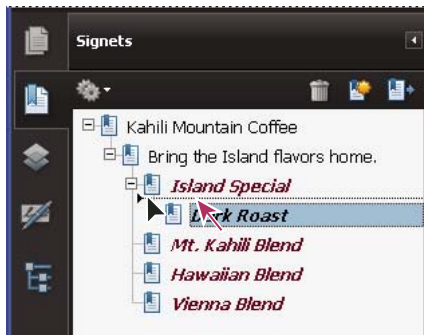 Signets
Kahili Mountain Coffee
Bring the Island flavors home.
Island Special
Dark Roast
Mt. Kahili Blend
Hawaiian Blend
Vienna Blend